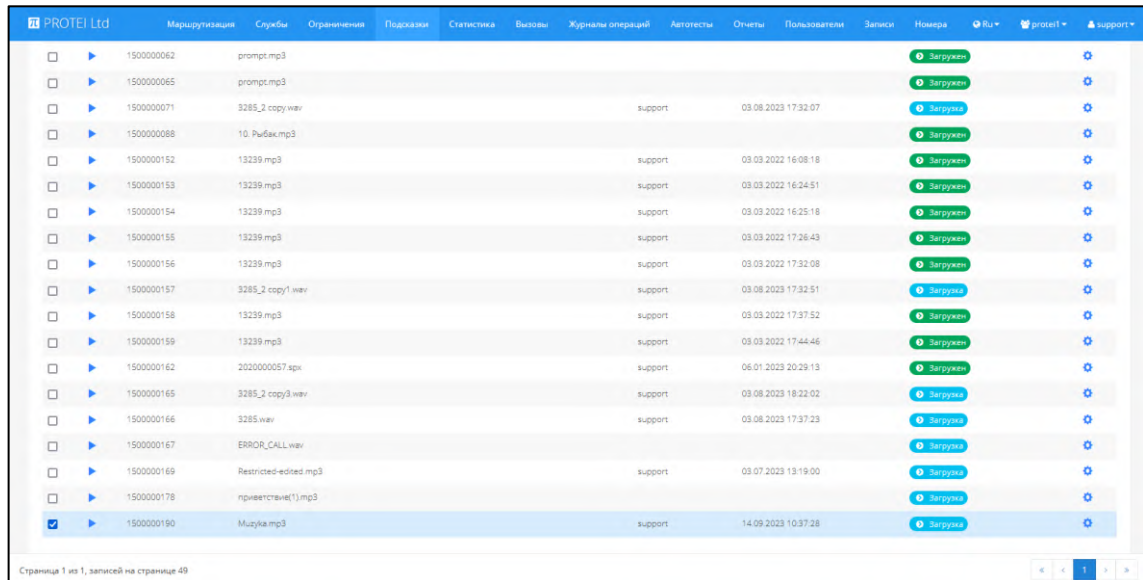 PROTEI Ltd Маршрутизация Службы Ограничения Подсказки Статистика Вызовы Журналы операций Автотесты Отчеты Пользователи Записи Номера Ru protei1 support
1500000062 prompt.mp3 Загружен
1500000065 prompt.mp3 Загружен
1500000071 3285_2 copy.wav support 03.08.2023 17:32:07 Загрузка
1500000088 10. Рыбак.mp3 Загружен
1500000152 13239.mp3 support 03.03.2022 16:08:18 Загружен
1500000153 13239.mp3 support 03.03.2022 16:24:51 Загружен
1500000154 13239.mp3 support 03.03.2022 16:25:18 Загружен
1500000155 13239.mp3 support 03.03.2022 17:26:43 Загружен
1500000156 13239.mp3 support 03.03.2022 17:32:08 Загружен
1500000157 3285_2 copy1.wav support 03.08.2023 17:32:51 Загрузка
1500000158 13239.mp3 support 03.03.2022 17:37:52 Загружен
1500000159 13239.mp3 support 03.03.2022 17:44:46 Загружен
1500000162 2020000057.spx support 06.01.2023 20:29:13 Загружен
1500000165 3285_2 copy3.wav support 03.08.2023 18:22:02 Загрузка
1500000166 3285.wav support 03.08.2023 17:37:23 Загрузка
1500000167 ERROR_CALL.wav Загрузка
1500000169 Restricted-edited.mp3 support 03.07.2023 13:19:00 Загрузка
1500000178 приветствие(1).mp3 Загрузка
1500000190 Muzyka.mp3 support 14.09.2023 10:37:28 Загрузка
Страница 1 из 1, записей на странице 49 « ‹ 1 › »